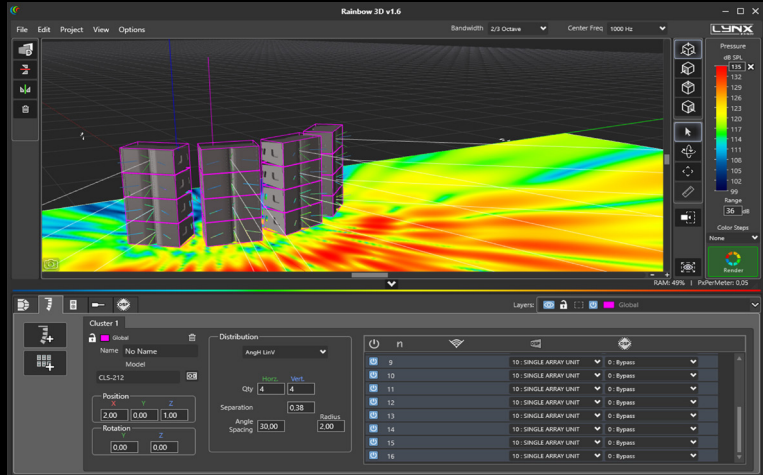 Rainbow 3D v1.6
File Edit Project View Options
Bandwidth 2/3 Octave Center Freq 1000 Hz
LYNX
Pressure
dB SPL
135
132
129
126
123
120
117
114
111
108
105
102
99
Range
36 dB
Color Steps
None
Render
RAM: 49% | PxPerMeter: 0,05
Layers: Global
Cluster 1
Global
Name No Name
Model
CLS-212
Position
X Y Z
2,00 0,00 1,00
Rotation
Y Z
0,00 0,00
Distribution
AngH LinV
Horz. Vert.
Qty 4 4
Separation 0,38
Angle Spacing 30,00
Radius
2,00
n
DSP
9 10 : SINGLE ARRAY UNIT 0 : Bypass
10 10 : SINGLE ARRAY UNIT 0 : Bypass
11 10 : SINGLE ARRAY UNIT 0 : Bypass
12 10 : SINGLE ARRAY UNIT 0 : Bypass
13 10 : SINGLE ARRAY UNIT 0 : Bypass
14 10 : SINGLE ARRAY UNIT 0 : Bypass
15 10 : SINGLE ARRAY UNIT 0 : Bypass
16 10 : SINGLE ARRAY UNIT 0 : Bypass